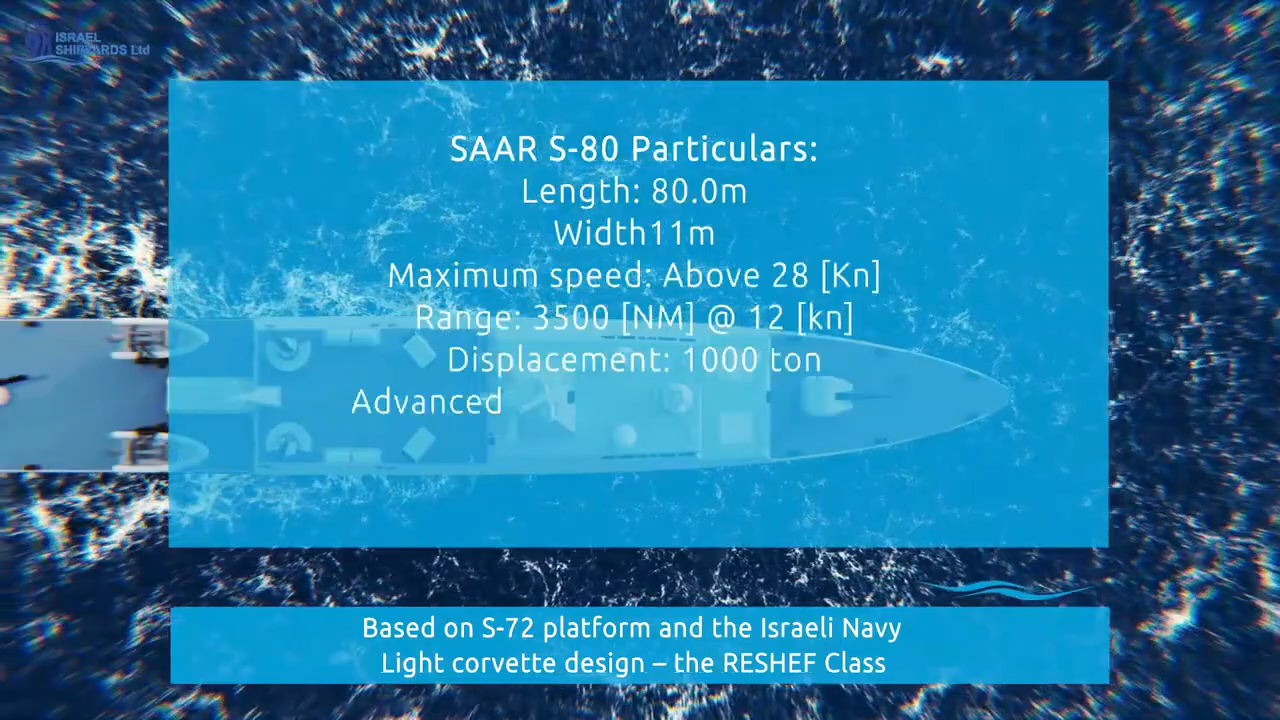 ISRAEL
SHIPYARDS Ltd
SAAR S-80 Particulars:
Length: 80.0m
Width11m
Maximum speed: Above 28 [Kn]
Range: 3500 [NM] @ 12 [kn]
Displacement: 1000 ton
Advanced
Based on S-72 platform and the Israeli Navy
Light corvette design – the RESHEF Class